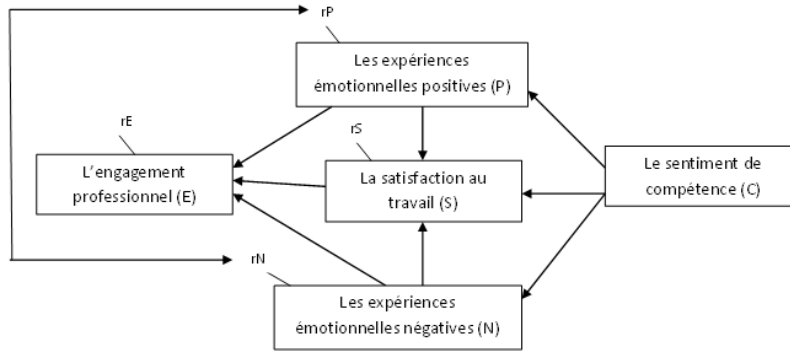 rP
Les expériences
émotionnelles positives (P)
rE
rS
L'engagement
professionnel (E)
La satisfaction au
travail (S)
Le sentiment de
compétence (C)
rN
Les expériences
émotionnelles négatives (N)